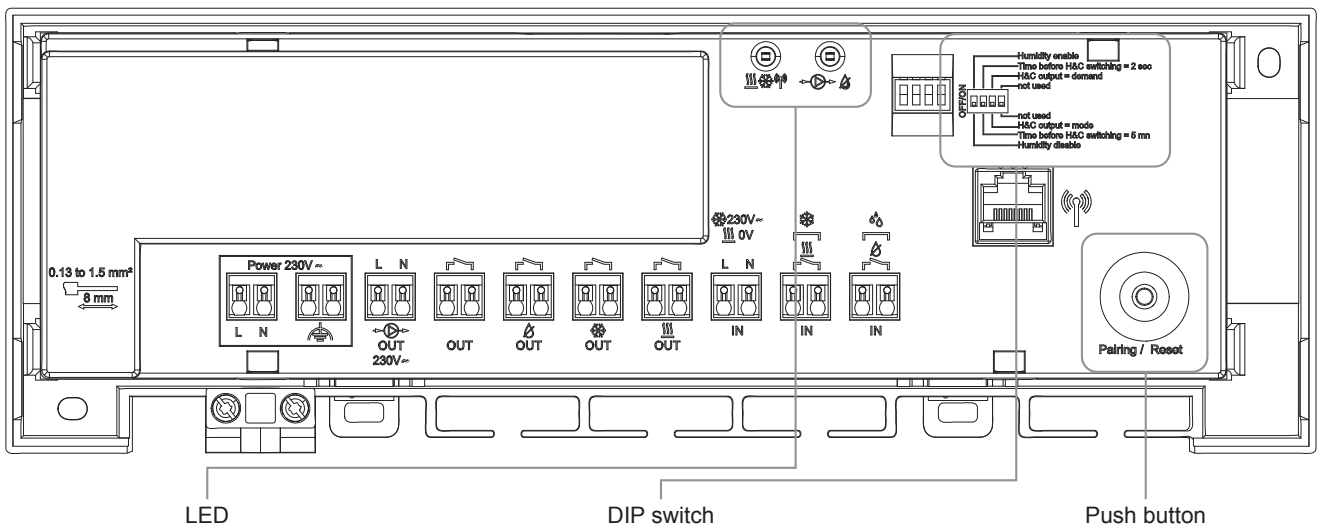 Humidity enable
Time before H&C switching = 2 sec
H&C output = demand
not used
OFF/ON
not used
H&C output = mode
Time before H&C switching = 5 mn
Humidity disable
230V
0V
0.13 to 1.5 mm²
8 mm
Power 230V
L N
L N
L N
OUT
230V
OUT
OUT
OUT
OUT
IN
IN
IN
Pairing / Reset
LED
DIP switch
Push button